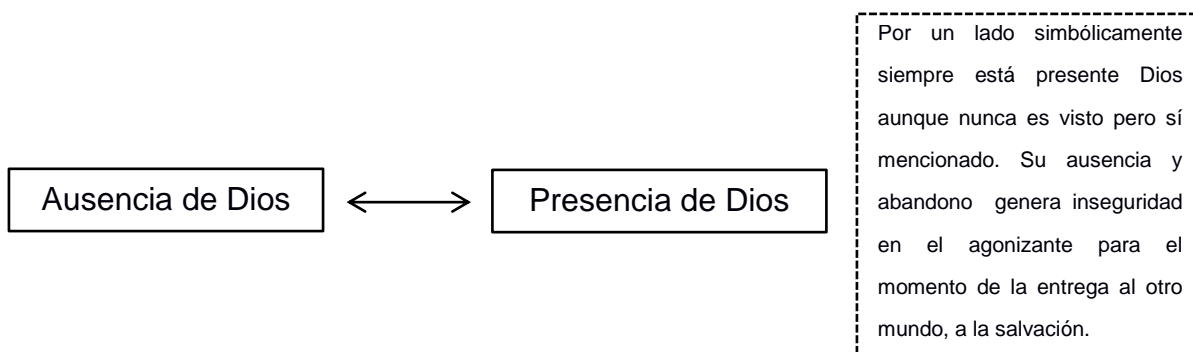 Ausencia de Dios
Presencia de Dios
Por un lado simbólicamente
siempre está presente Dios
aunque nunca es visto pero sí
mencionado. Su ausencia y
abandono genera inseguridad
en el agonizante para el
momento de la entrega al otro
mundo, a la salvación.